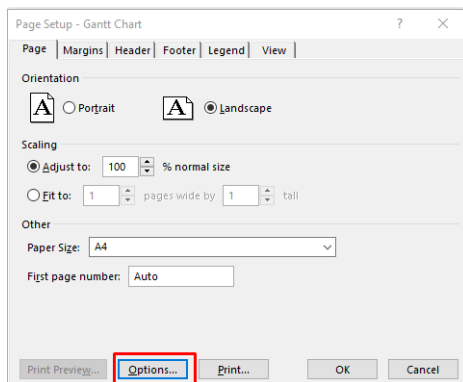 Page Setup - Gantt Chart ? ×
Page Margins Header Footer Legend View
Orientation
A Portrait A Landscape
Scaling
Adjust to: 100 % normal size
Fit to: 1 pages wide by 1 tall
Other
Paper Size: A4
First page number: Auto
Print Preview... Options... Print... OK Cancel